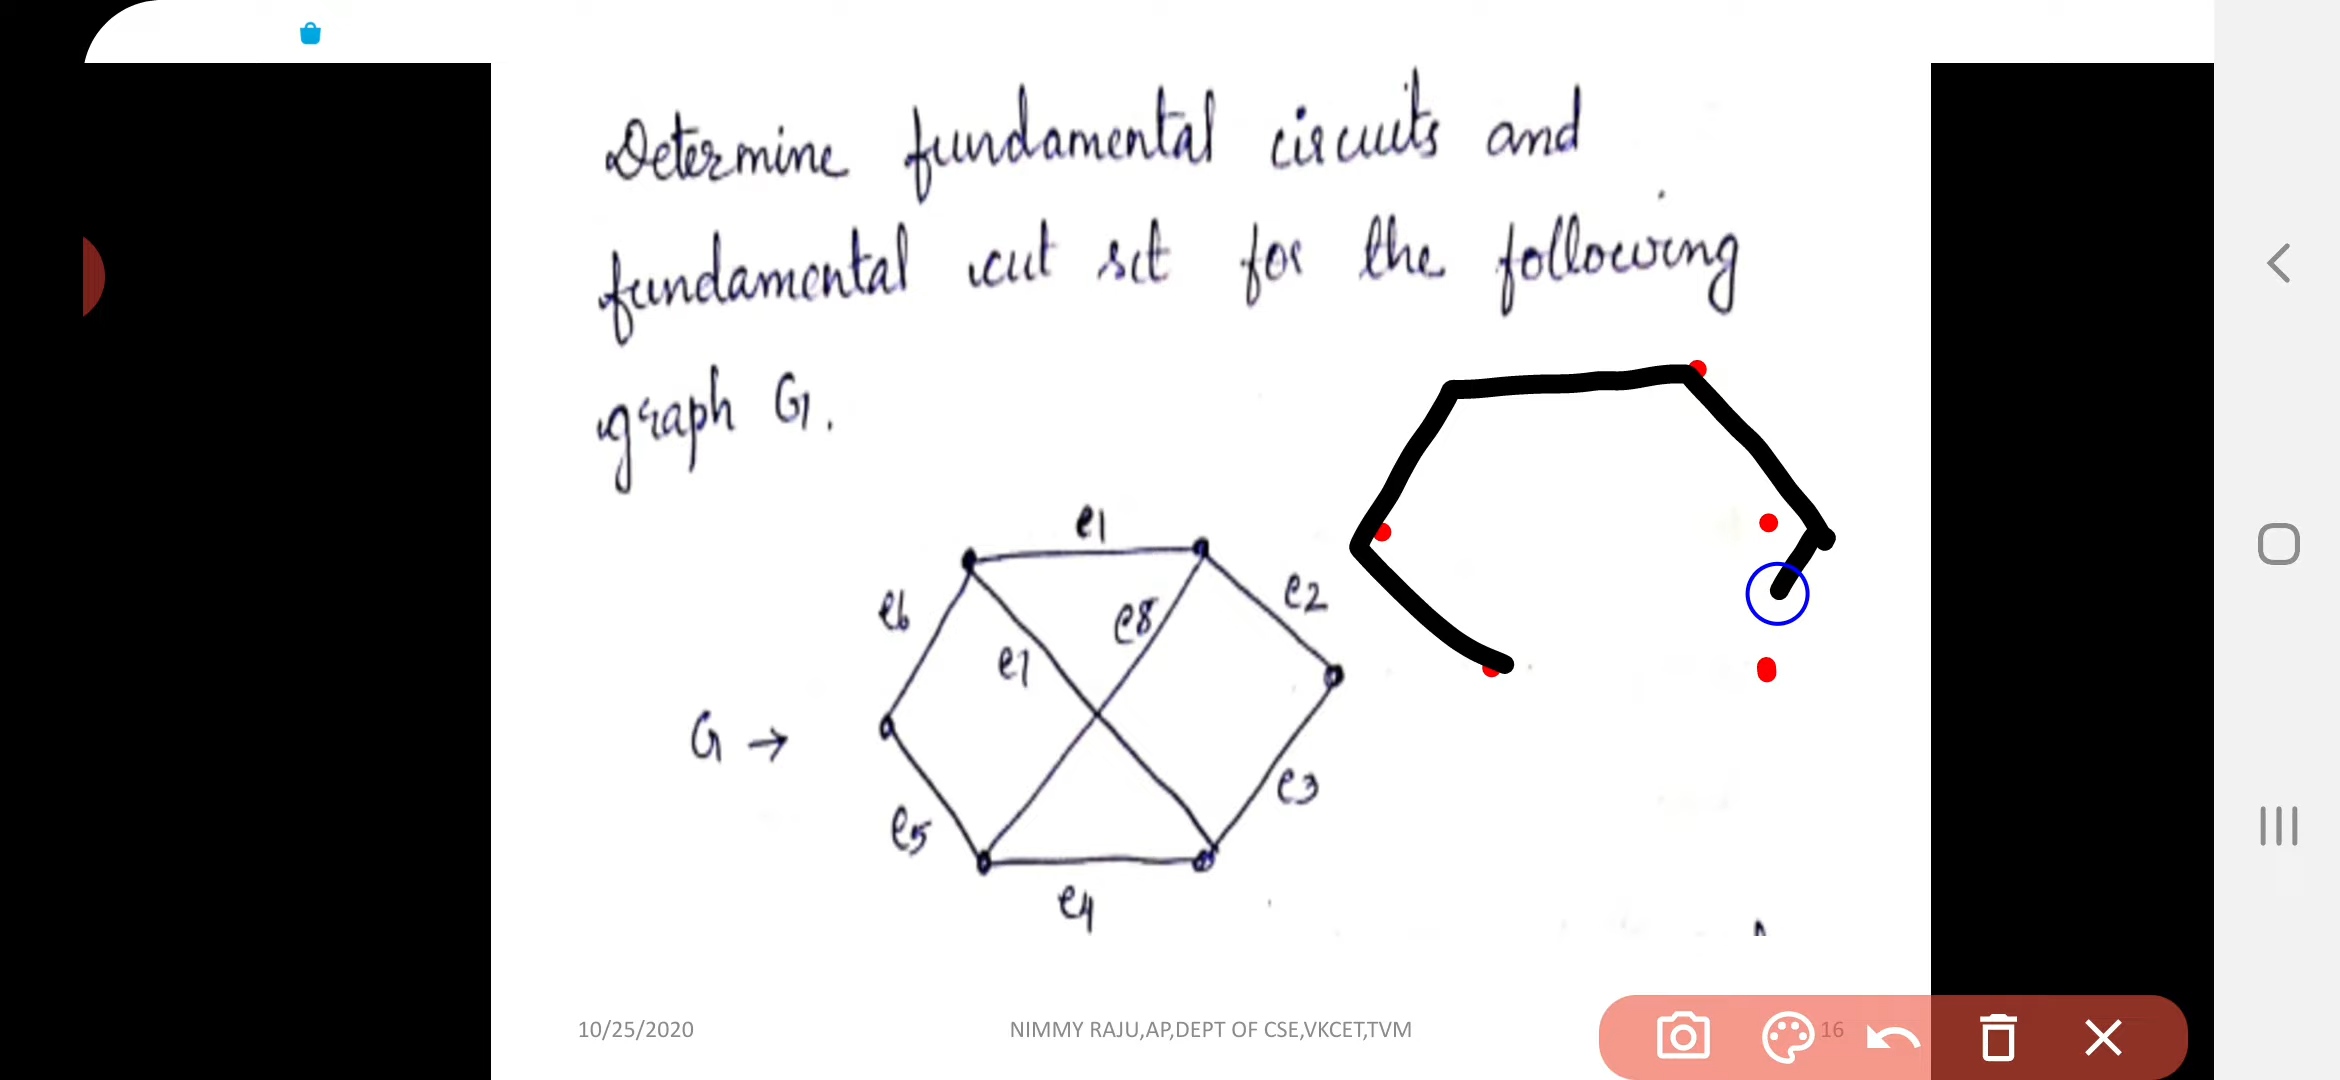 Determine fundamental circuits and
fundamental cut set for the following
graph G.
e1
e2
e6
e8
e7
G →
e3
e5
e4
10/25/2020
NIMMY RAJU,AP,DEPT OF CSE,VKCET,TVM
16